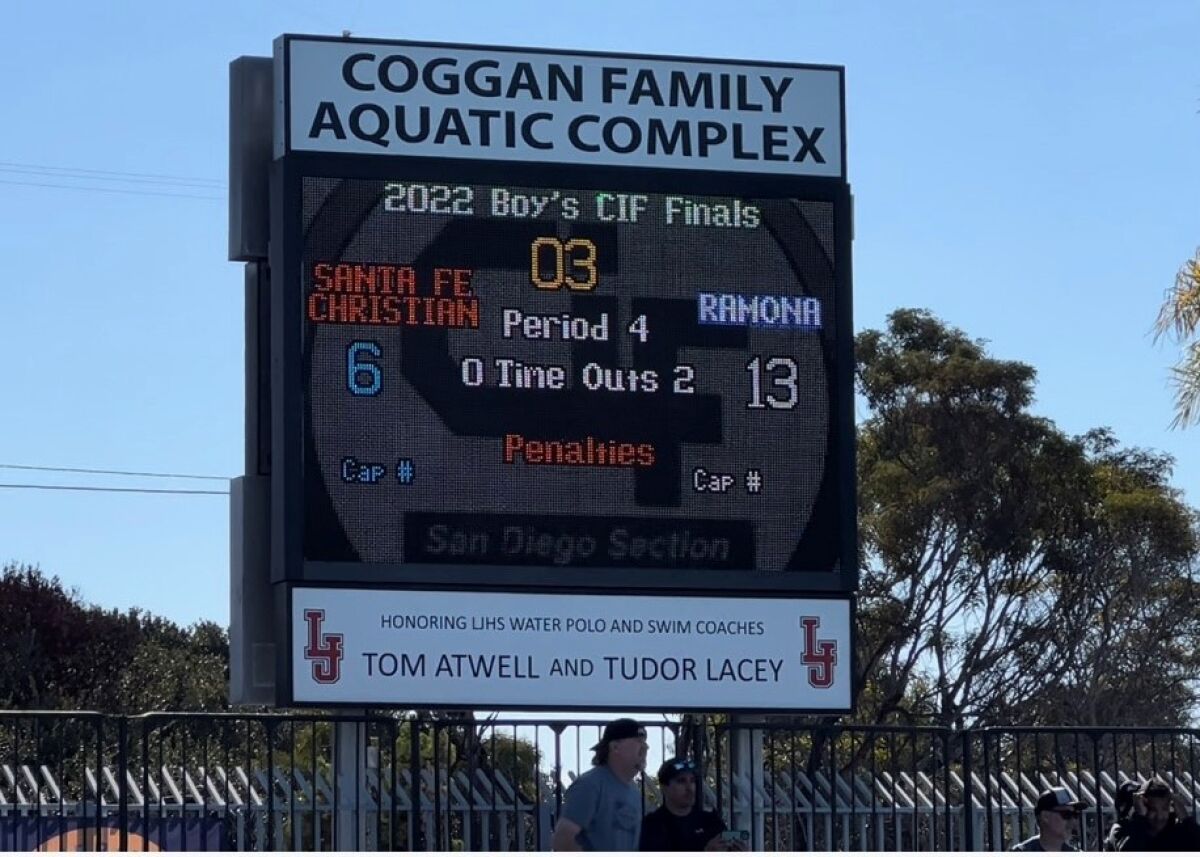 COGGAN FAMILY
AQUATIC COMPLEX
2022 Boy's CIF Finals
03
SANTA FE
CHRISTIAN
RAMONA
Period 4
6
0 Time Outs 2
13
Penalties
Cap #
Cap #
San Diego Section
HONORING LJHS WATER POLO AND SWIM COACHES
LJ
TOM ATWELL AND TUDOR LACEY
LJ